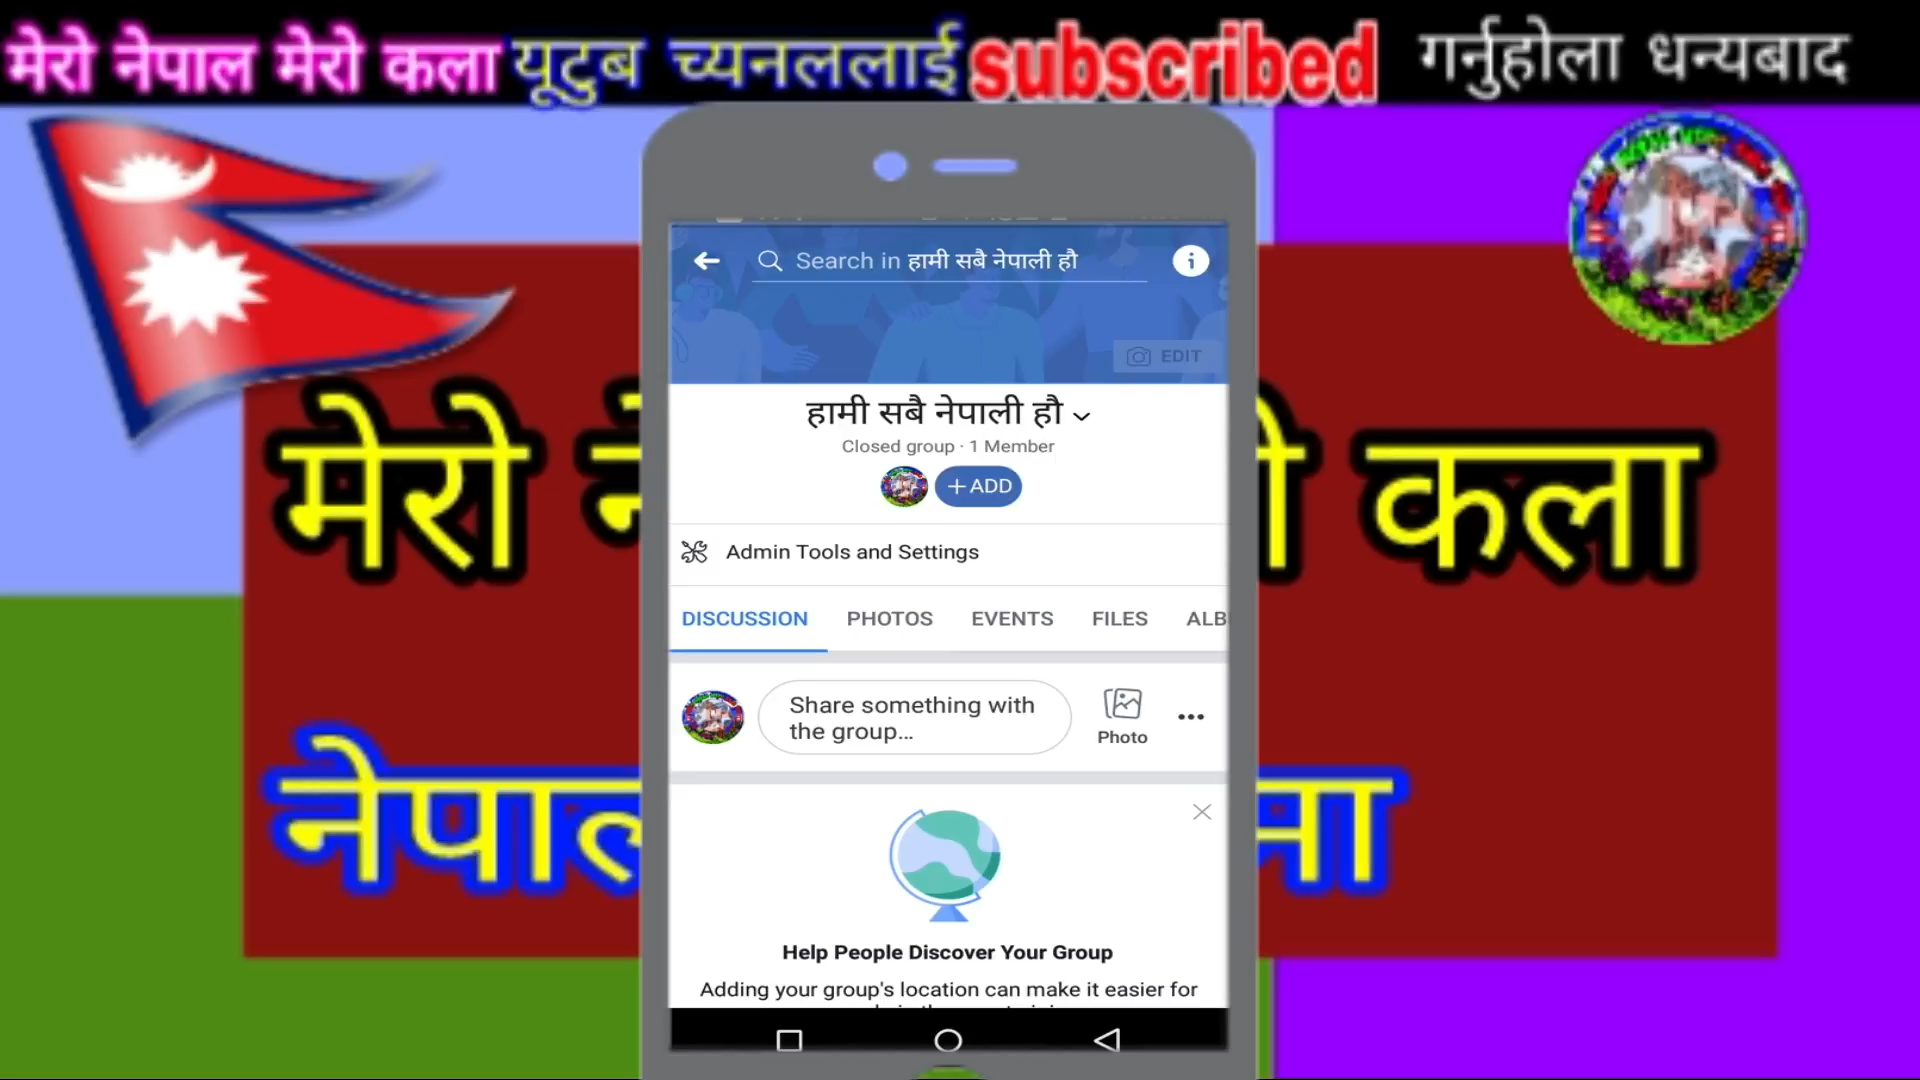 मेरो नेपाल मेरो कला यूटुब च्यनललाई subscribed गर्नुहोला धन्यबाद
Search in हामी सबै नेपाली हौ
EDIT
हामी सबै नेपाली हौ
Closed group · 1 Member
+ ADD
Admin Tools and Settings
DISCUSSION PHOTOS EVENTS FILES ALB
Share something with
the group...
Photo
Help People Discover Your Group
Adding your group's location can make it easier for
मेरो कला